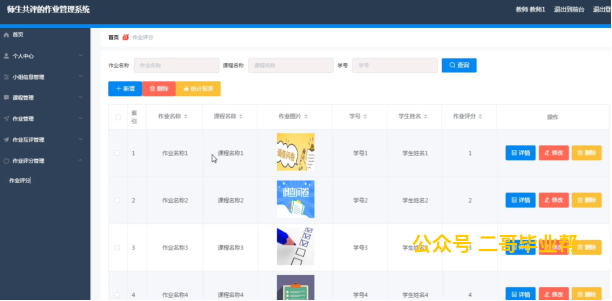 师生共评的作业管理系统
教师 教师1 退出到前台 退出登
首页
首页 作业评分
个人中心
作业名称 作业名称 课程名称 课程名称 学号 学号 查询
小组信息管理
+ 新增 删除
课程管理
作业管理
索引 作业名称 课程名称 作业图片 学号 学生姓名 作业评分 操作
作业互评管理
作业评分管理
1 作业名称1 课程名称1 学号1 学生姓名1 1 详情 修改 删除
作业评分
2 作业名称2 课程名称2 学号2 学生姓名2 2 详情 修改 删除
3 作业名称3 课程名称3 学号3 学生姓名3 详情 修改 删除
公众号 二哥毕业帮
4 作业名称4 课程名称4 学号4 学生姓名4 4 详情 修改 删除